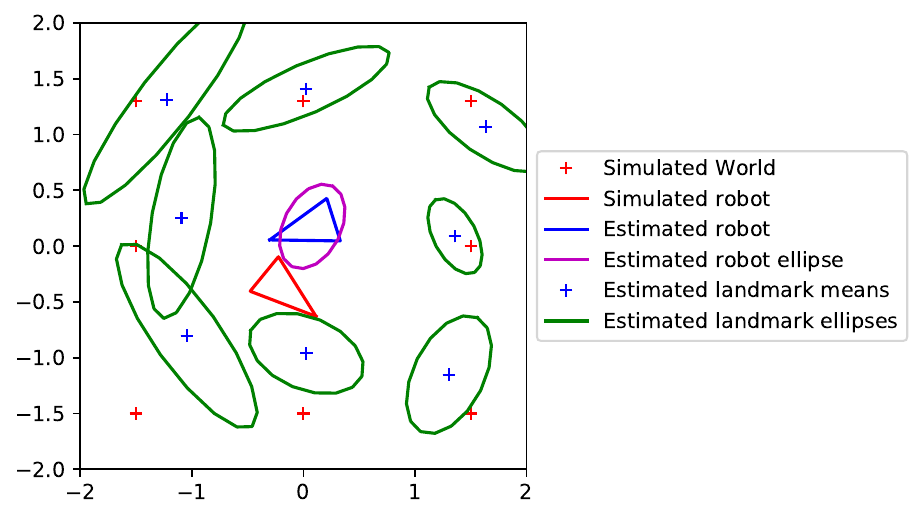 2.0
1.5
1.0
0.5
0.0
−0.5
−1.0
−1.5
−2.0
−2
−1
0
1
2
Simulated World
Simulated robot
Estimated robot
Estimated robot ellipse
Estimated landmark means
Estimated landmark ellipses